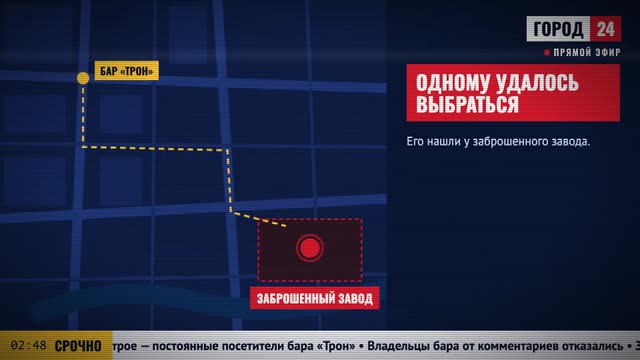 ГОРОД 24
ПРЯМОЙ ЭФИР
БАР «ТРОН»
ОДНОМУ УДАЛОСЬ
ВЫБРАТЬСЯ
Его нашли у заброшенного завода.
ЗАБРОШЕННЫЙ ЗАВОД
02:48 СРОЧНО — постоянные посетители бара «Трон» • Владельцы бара от комментариев отказались •